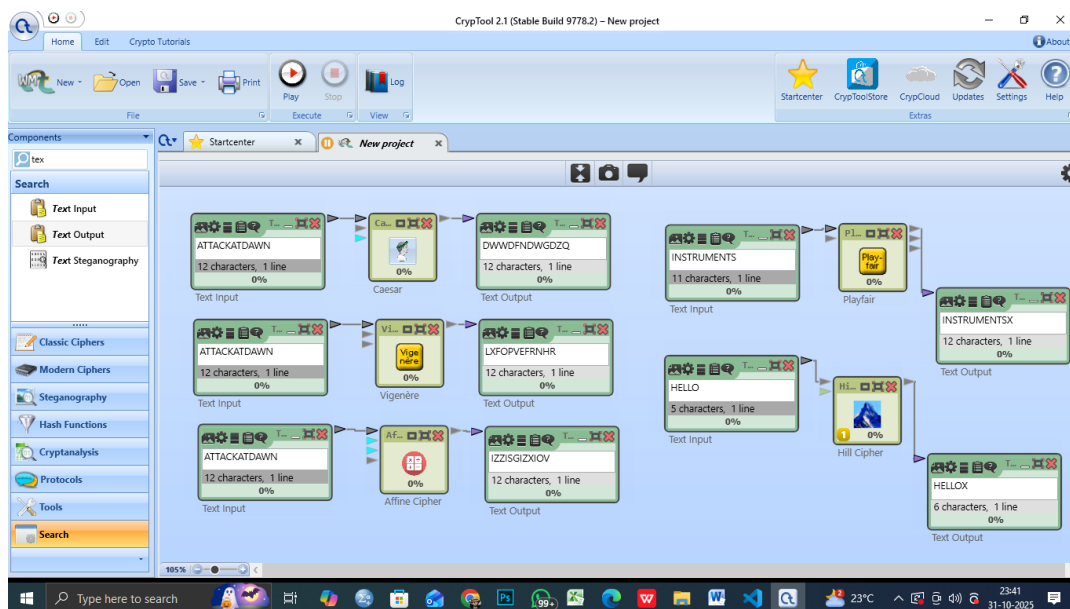 CrypTool 2.1 (Stable Build 9778.2) – New project
Home Edit Crypto Tutorials About
New Open Save Print Play Stop Log Startcenter CrypToolStore CrypCloud Updates Settings Help
File Execute View Extras
Components
Startcenter New project
tex
Search
Text Input
Text Output
Text Steganography
Classic Ciphers
Modern Ciphers
Steganography
Hash Functions
Cryptanalysis
Protocols
Tools
Search
T...
ATTACKATDAWN
12 characters, 1 line
0%
Text Input
Ca...
0%
Caesar
T...
DWWDFNDWGDZQ
12 characters, 1 line
0%
Text Output
T...
ATTACKATDAWN
12 characters, 1 line
0%
Text Input
Vi...
Vige
nère
0%
Vigenère
T...
LXFOPVEFRNHR
12 characters, 1 line
0%
Text Output
T...
ATTACKATDAWN
12 characters, 1 line
0%
Text Input
Af...
0%
Affine Cipher
T...
IZZISGIZXIOV
12 characters, 1 line
0%
Text Output
T...
INSTRUMENTS
11 characters, 1 line
0%
Text Input
Pl...
Play-
fair
0%
Playfair
T...
INSTRUMENTSX
12 characters, 1 line
0%
Text Output
T...
HELLO
5 characters, 1 line
0%
Text Input
Hi...
1 0%
Hill Cipher
T...
HELLOX
6 characters, 1 line
0%
Text Output
105%
Type here to search
Ps
99+
23°C
23:41
31-10-2025